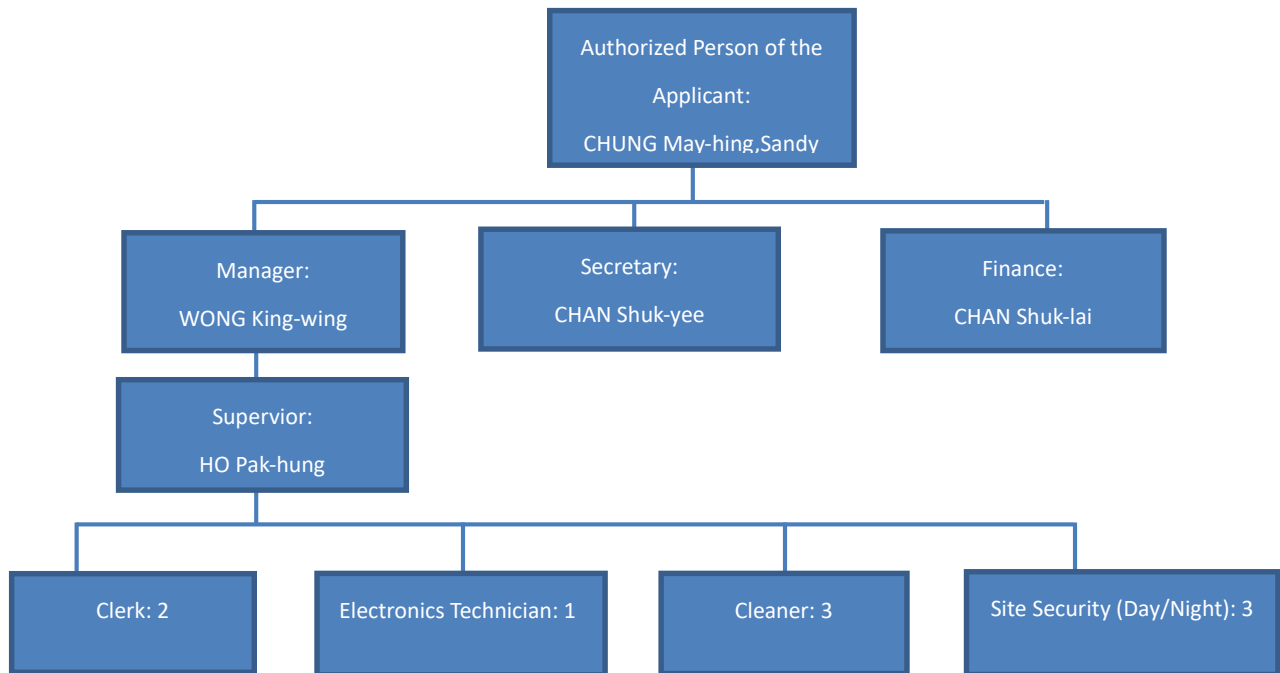 Authorized Person of the
Applicant:
CHUNG May-hing,Sandy
Manager:
WONG King-wing
Secretary:
CHAN Shuk-yee
Finance:
CHAN Shuk-lai
Supervior:
HO Pak-hung
Clerk: 2
Electronics Technician: 1
Cleaner: 3
Site Security (Day/Night): 3